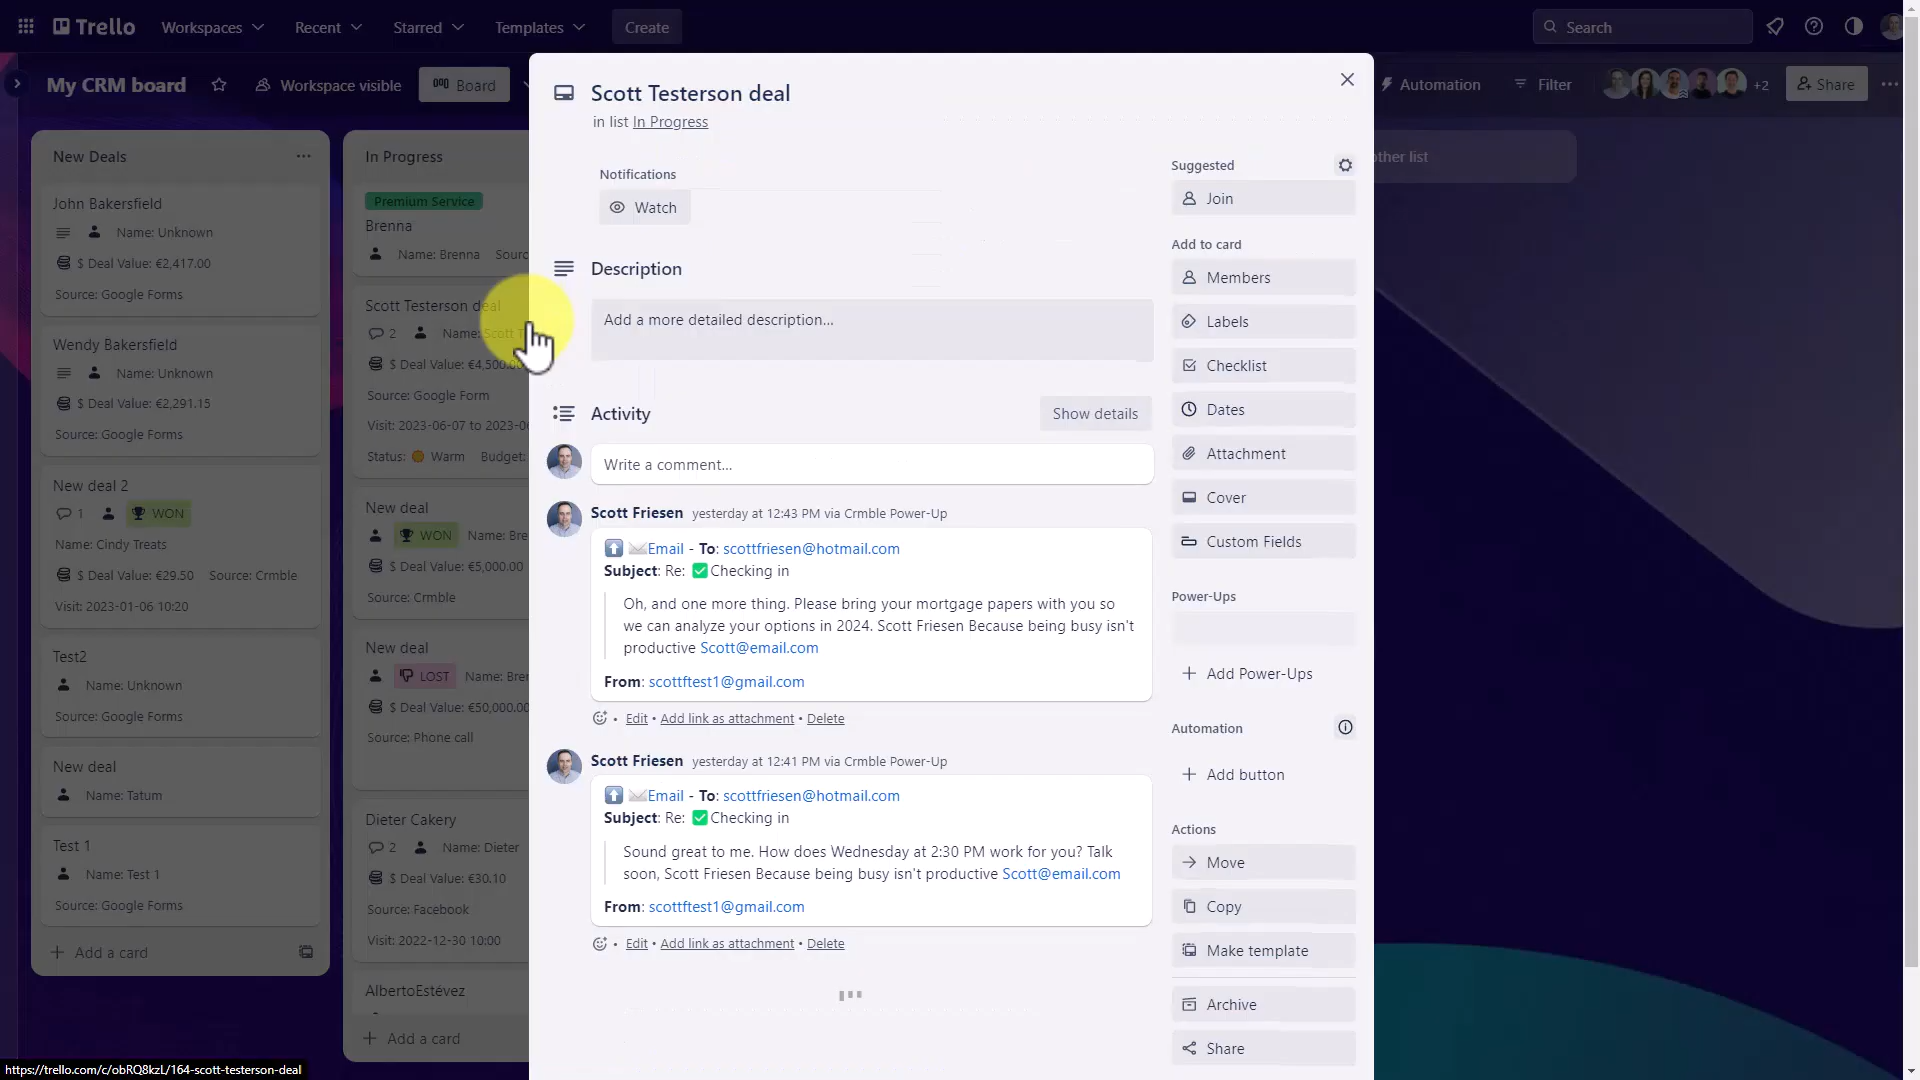 Trello
Workspaces
Recent
Starred
Templates
Create
Search
My CRM board
Workspace visible
Board
Automation
Filter
+2
Share
New Deals
John Bakersfield
Name: Unknown
$ Deal Value: €2,417.00
Source: Google Forms
Wendy Bakersfield
Name: Unknown
$ Deal Value: €2,291.15
Source: Google Forms
New deal 2
1
WON
Name: Cindy Treats
$ Deal Value: €29.50 Source: Crmble
Visit: 2023-01-06 10:20
Test2
Name: Unknown
Source: Google Forms
New deal
Name: Tatum
Test 1
Name: Test 1
Source: Google Forms
Add a card
In Progress
Premium Service
Brenna
Name: Brenna Sourc
Scott Testerson deal
2 Name: Scott T
$ Deal Value: €4,500.00
Source: Google Form
Visit: 2023-06-07 to 2023-06
Status: Warm Budget:
New deal
WON Name: Bre
$ Deal Value: €5,000.00
Source: Crmble
New deal
LOST Name: Bren
$ Deal Value: €50,000.00
Source: Phone call
Dieter Cakery
2 Name: Dieter
$ Deal Value: €30.10
Source: Facebook
Visit: 2022-12-30 10:00
AlbertoEstévez
Add a card
other list
Scott Testerson deal
in list In Progress
Notifications
Watch
Description
Add a more detailed description...
Activity
Show details
Write a comment...
Scott Friesen yesterday at 12:43 PM via Crmble Power-Up
Email - To: scottfriesen@hotmail.com
Subject: Re: ✅Checking in
Oh, and one more thing. Please bring your mortgage papers with you so
we can analyze your options in 2024. Scott Friesen Because being busy isn't
productive Scott@email.com
From: scottftest1@gmail.com
• Edit • Add link as attachment • Delete
Scott Friesen yesterday at 12:41 PM via Crmble Power-Up
Email - To: scottfriesen@hotmail.com
Subject: Re: ✅Checking in
Sound great to me. How does Wednesday at 2:30 PM work for you? Talk
soon, Scott Friesen Because being busy isn't productive Scott@email.com
From: scottftest1@gmail.com
• Edit • Add link as attachment • Delete
Suggested
Join
Add to card
Members
Labels
Checklist
Dates
Attachment
Cover
Custom Fields
Power-Ups
Add Power-Ups
Automation
Add button
Actions
Move
Copy
Make template
Archive
Share
https://trello.com/c/obRQ8kzL/164-scott-testerson-deal